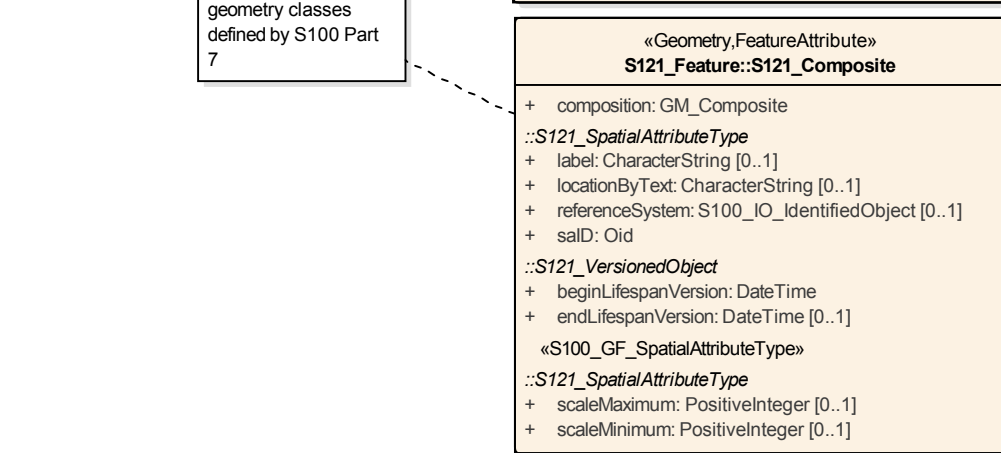 geometry classes
defined by S100 Part
7
«Geometry,FeatureAttribute»
S121_Feature::S121_Composite
+ composition: GM_Composite
::S121_SpatialAttributeType
+ label: CharacterString [0..1]
+ locationByText: CharacterString [0..1]
+ referenceSystem: S100_IO_IdentifiedObject [0..1]
+ saID: Oid
::S121_VersionedObject
+ beginLifespanVersion: DateTime
+ endLifespanVersion: DateTime [0..1]
«S100_GF_SpatialAttributeType»
::S121_SpatialAttributeType
+ scaleMaximum: PositiveInteger [0..1]
+ scaleMinimum: PositiveInteger [0..1]